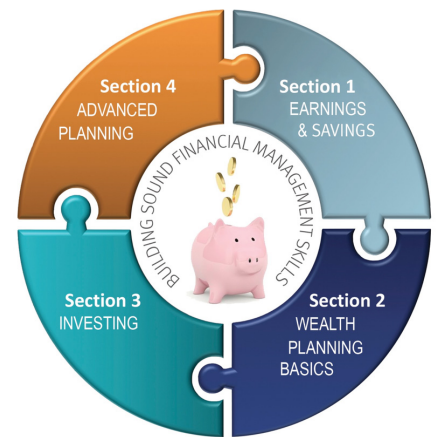 Section 4
ADVANCED
PLANNING
Section 1
EARNINGS
& SAVINGS
BUILDING SOUND FINANCIAL MANAGEMENT SKILLS
Section 3
INVESTING
Section 2
WEALTH
PLANNING
BASICS